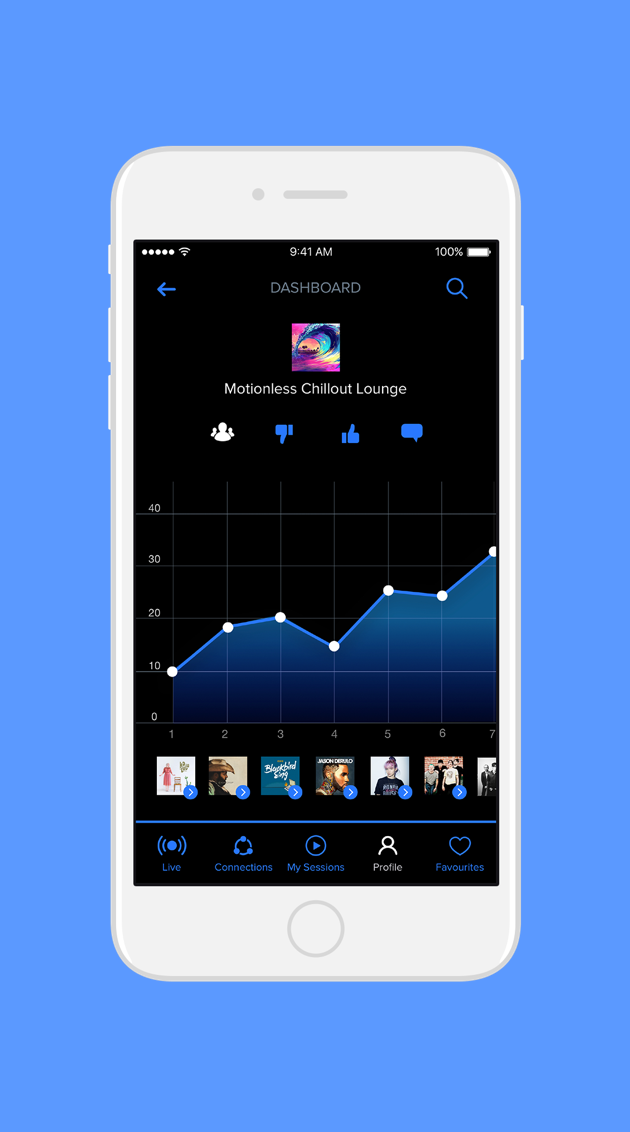 9:41 AM 100%
DASHBOARD
Motionless Chillout Lounge
40
30
20
10
0
1 2 3 4 5 6 7
Blackbird Sing JASON DERULO
Live Connections My Sessions Profile Favourites